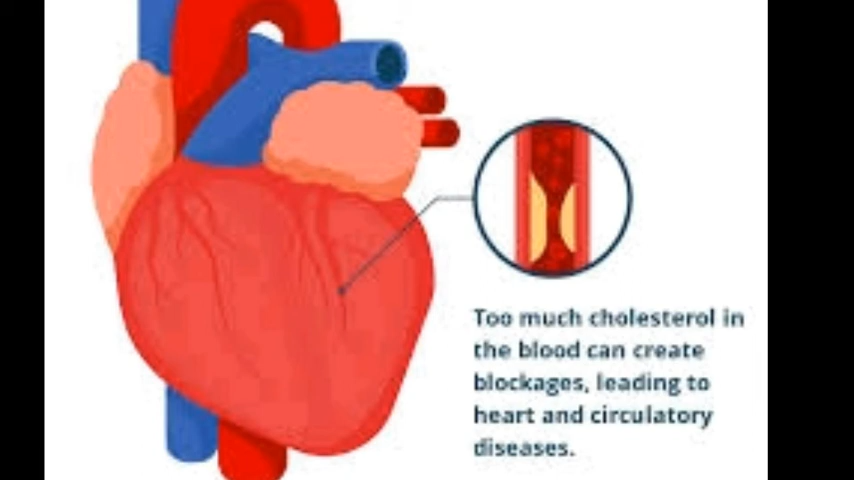 Too much cholesterol in
the blood can create
blockages, leading to
heart and circulatory
diseases.